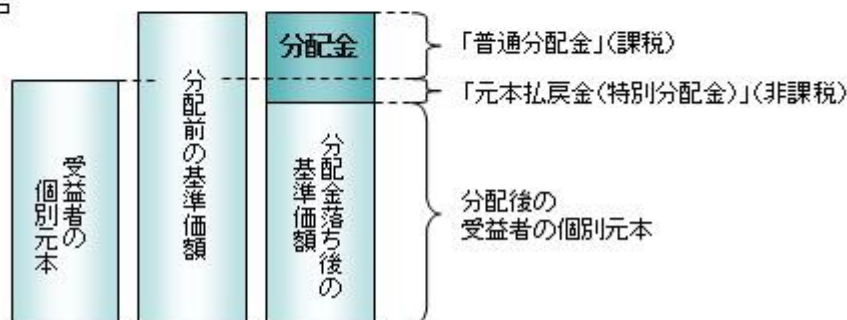 受益者の
個別元本
分配前の基準価額
分配金
分配金落ち後の
基準価額
「普通分配金」(課税)
「元本払戻金(特別分配金)」(非課税)
分配後の
受益者の個別元本